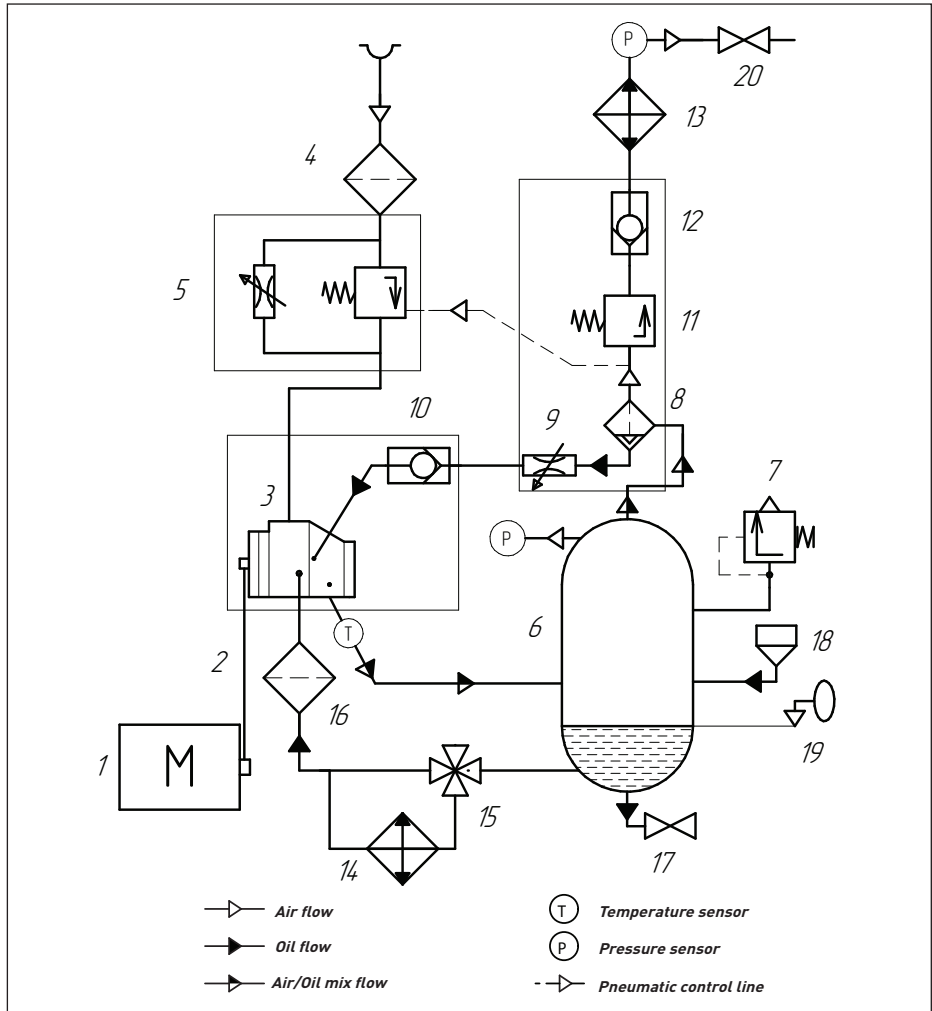 P
20
13
4
12
5
11
8
10
9
7
3
P
6
18
T
2
16
19
1
M
15
14
17
Air flow
T Temperature sensor
Oil flow
P Pressure sensor
Air/Oil mix flow
Pneumatic control line